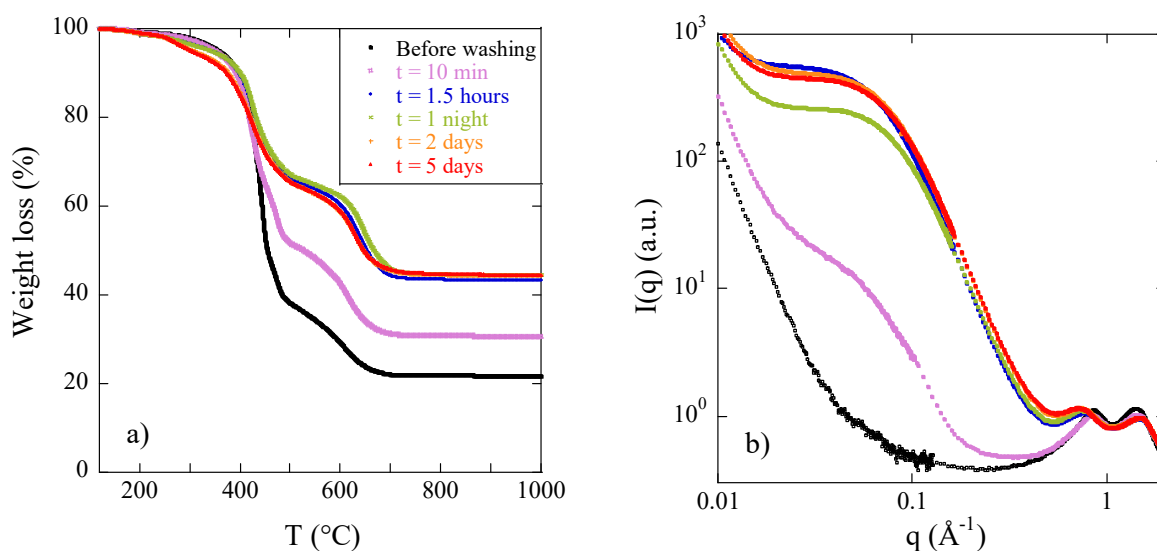 100
80
60
40
20
0
Weight loss (%)
200
400
600
800
1000
T (°C)
Before washing
t = 10 min
t = 1.5 hours
t = 1 night
t = 2 days
t = 5 days
a)
10³
10²
10¹
10⁰
I(q) (a.u.)
0.01
0.1
1
q (Å⁻¹)
b)